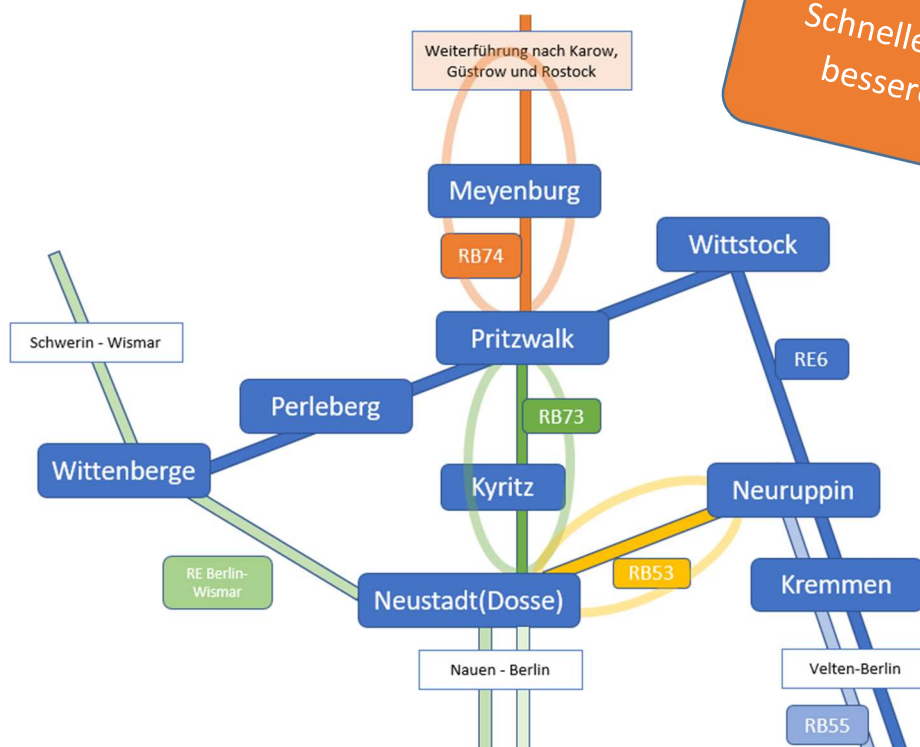 Schnelle
besser
Weiterführung nach Karow,
Güstrow und Rostock
Meyenburg
RB74
Wittstock
Schwerin - Wismar
Pritzwalk
RE6
Perleberg
RB73
Wittenberge
Kyritz
Neuruppin
RE Berlin-
Wismar
RB53
Neustadt(Dosse)
Kremmen
Nauen - Berlin
Velten-Berlin
RB55